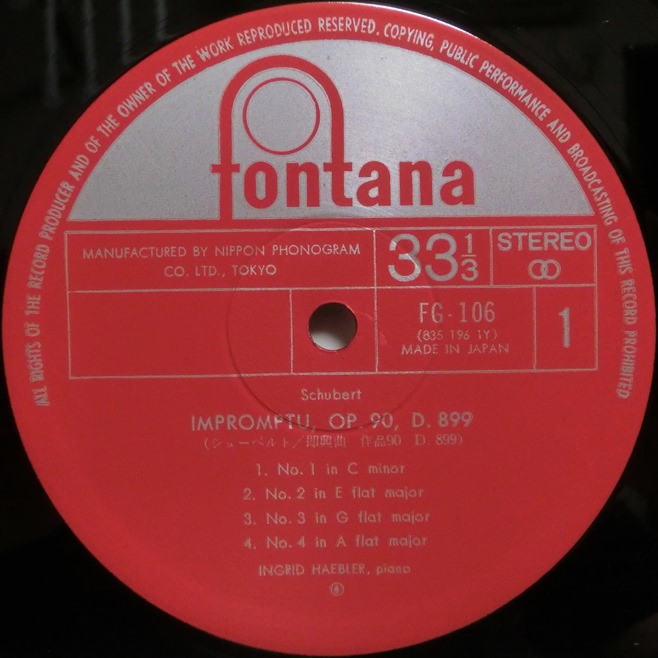 ALL RIGHTS OF THE RECORD PRODUCER AND OF THE OWNER OF THE WORK REPRODUCED RESERVED. COPYING, PUBLIC PERFORMANCE AND BROADCASTING OF THIS RECORD PROHIBITED
fontana
MANUFACTURED BY NIPPON PHONOGRAM
CO. LTD., TOKYO
33 1/3
STEREO
FG-106
(835 196 1Y)
MADE IN JAPAN
1
Schubert
IMPROMPTU, OP. 90, D. 899
(シューベルト/即興曲 作品90 D. 899)
1. No. 1 in C minor
2. No. 2 in E flat major
3. No. 3 in G flat major
4. No. 4 in A flat major
INGRID HAEBLER, piano